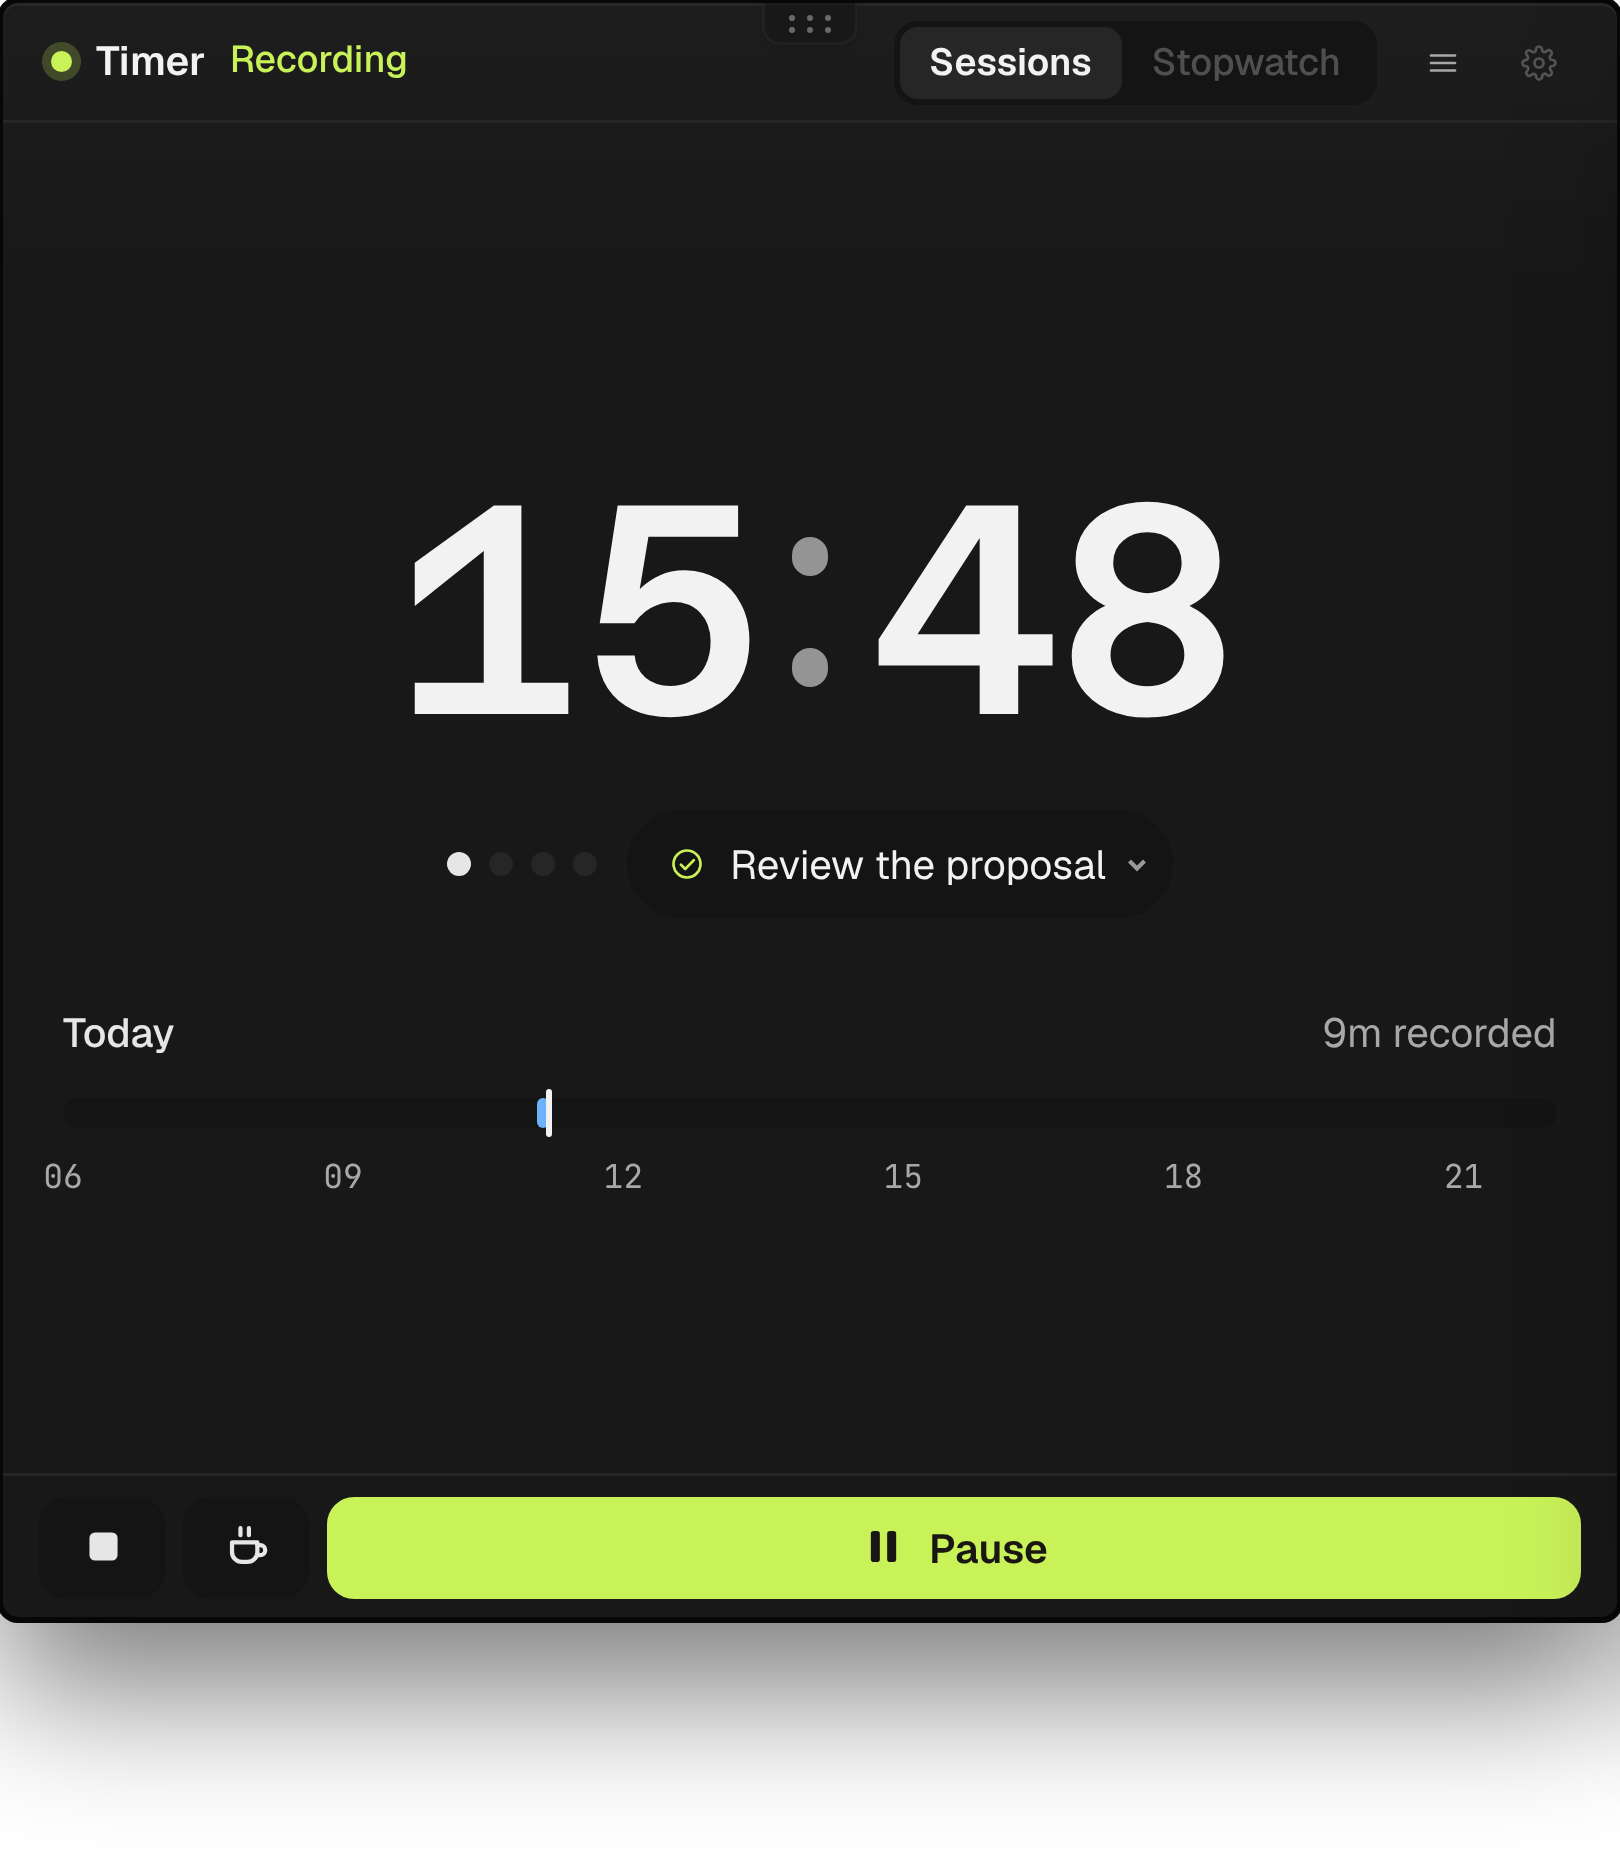 Timer Recording Sessions Stopwatch
15:48
Review the proposal
Today 9m recorded
06 09 12 15 18 21
Pause